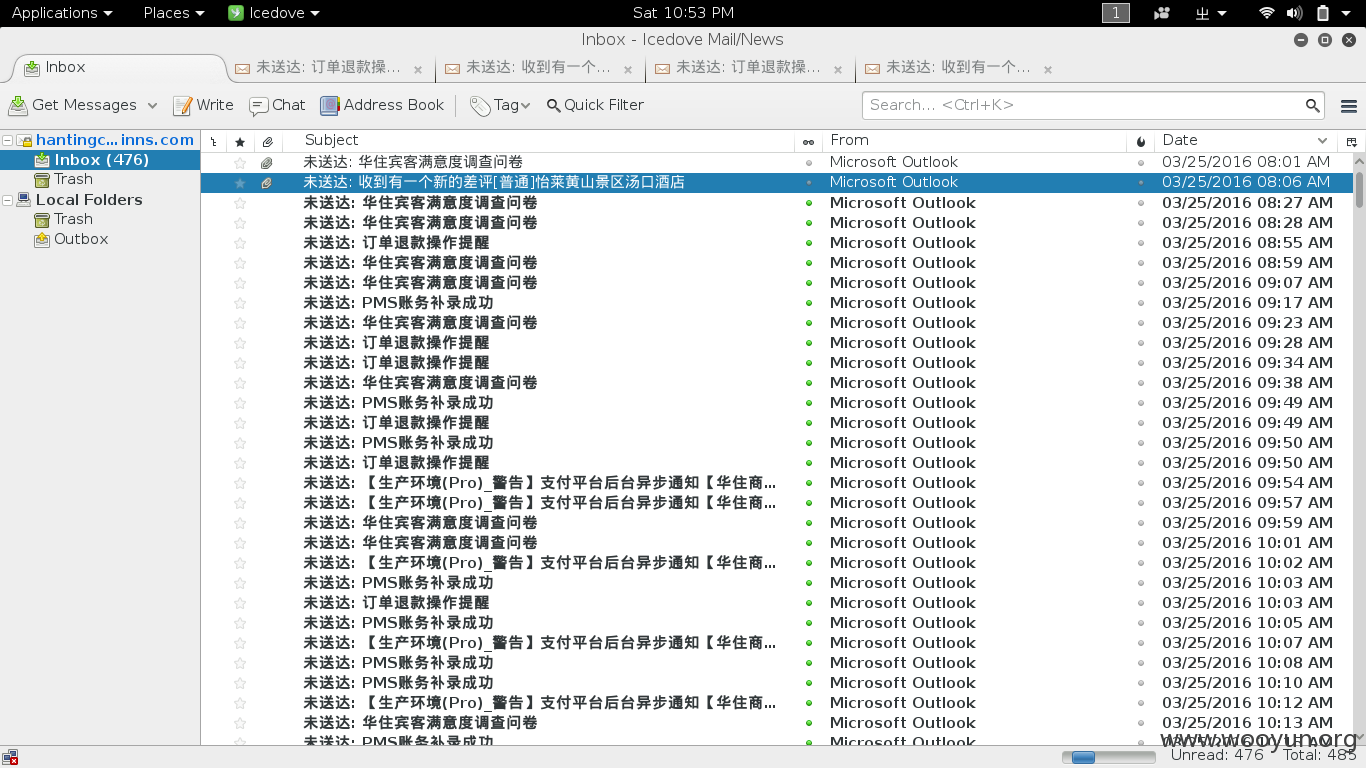 Applications Places Icedove Sat 10:53 PM 1
Inbox - Icedove Mail/News
Inbox 未送达: 订单退款操... 未送达: 收到有一个... 未送达: 订单退款操... 未送达: 收到有一个...
Get Messages Write Chat Address Book Tag Quick Filter Search... <Ctrl+K>
hantingc...inns.com
Inbox (476)
Trash
Local Folders
Trash
Outbox
Subject From Date
未送达: 华住宾客满意度调查问卷 Microsoft Outlook 03/25/2016 08:01 AM
未送达: 收到有一个新的差评[普通]怡莱黄山景区汤口酒店 Microsoft Outlook 03/25/2016 08:06 AM
未送达: 华住宾客满意度调查问卷 Microsoft Outlook 03/25/2016 08:27 AM
未送达: 华住宾客满意度调查问卷 Microsoft Outlook 03/25/2016 08:28 AM
未送达: 订单退款操作提醒 Microsoft Outlook 03/25/2016 08:55 AM
未送达: 华住宾客满意度调查问卷 Microsoft Outlook 03/25/2016 08:59 AM
未送达: 华住宾客满意度调查问卷 Microsoft Outlook 03/25/2016 09:07 AM
未送达: PMS账务补录成功 Microsoft Outlook 03/25/2016 09:17 AM
未送达: 华住宾客满意度调查问卷 Microsoft Outlook 03/25/2016 09:23 AM
未送达: 订单退款操作提醒 Microsoft Outlook 03/25/2016 09:28 AM
未送达: 订单退款操作提醒 Microsoft Outlook 03/25/2016 09:34 AM
未送达: 华住宾客满意度调查问卷 Microsoft Outlook 03/25/2016 09:38 AM
未送达: PMS账务补录成功 Microsoft Outlook 03/25/2016 09:49 AM
未送达: 订单退款操作提醒 Microsoft Outlook 03/25/2016 09:49 AM
未送达: PMS账务补录成功 Microsoft Outlook 03/25/2016 09:50 AM
未送达: 订单退款操作提醒 Microsoft Outlook 03/25/2016 09:50 AM
未送达: 【生产环境(Pro)_警告】支付平台后台异步通知【华住商... Microsoft Outlook 03/25/2016 09:54 AM
未送达: 【生产环境(Pro)_警告】支付平台后台异步通知【华住商... Microsoft Outlook 03/25/2016 09:57 AM
未送达: 华住宾客满意度调查问卷 Microsoft Outlook 03/25/2016 09:59 AM
未送达: 华住宾客满意度调查问卷 Microsoft Outlook 03/25/2016 10:01 AM
未送达: 【生产环境(Pro)_警告】支付平台后台异步通知【华住商... Microsoft Outlook 03/25/2016 10:02 AM
未送达: PMS账务补录成功 Microsoft Outlook 03/25/2016 10:03 AM
未送达: 订单退款操作提醒 Microsoft Outlook 03/25/2016 10:03 AM
未送达: PMS账务补录成功 Microsoft Outlook 03/25/2016 10:05 AM
未送达: 【生产环境(Pro)_警告】支付平台后台异步通知【华住商... Microsoft Outlook 03/25/2016 10:07 AM
未送达: PMS账务补录成功 Microsoft Outlook 03/25/2016 10:08 AM
未送达: PMS账务补录成功 Microsoft Outlook 03/25/2016 10:10 AM
未送达: 【生产环境(Pro)_警告】支付平台后台异步通知【华住商... Microsoft Outlook 03/25/2016 10:12 AM
未送达: 华住宾客满意度调查问卷 Microsoft Outlook 03/25/2016 10:13 AM
未送达: PMS账务补录成功 Microsoft Outlook
www.wooyun.org
Unread: 476 Total: 485